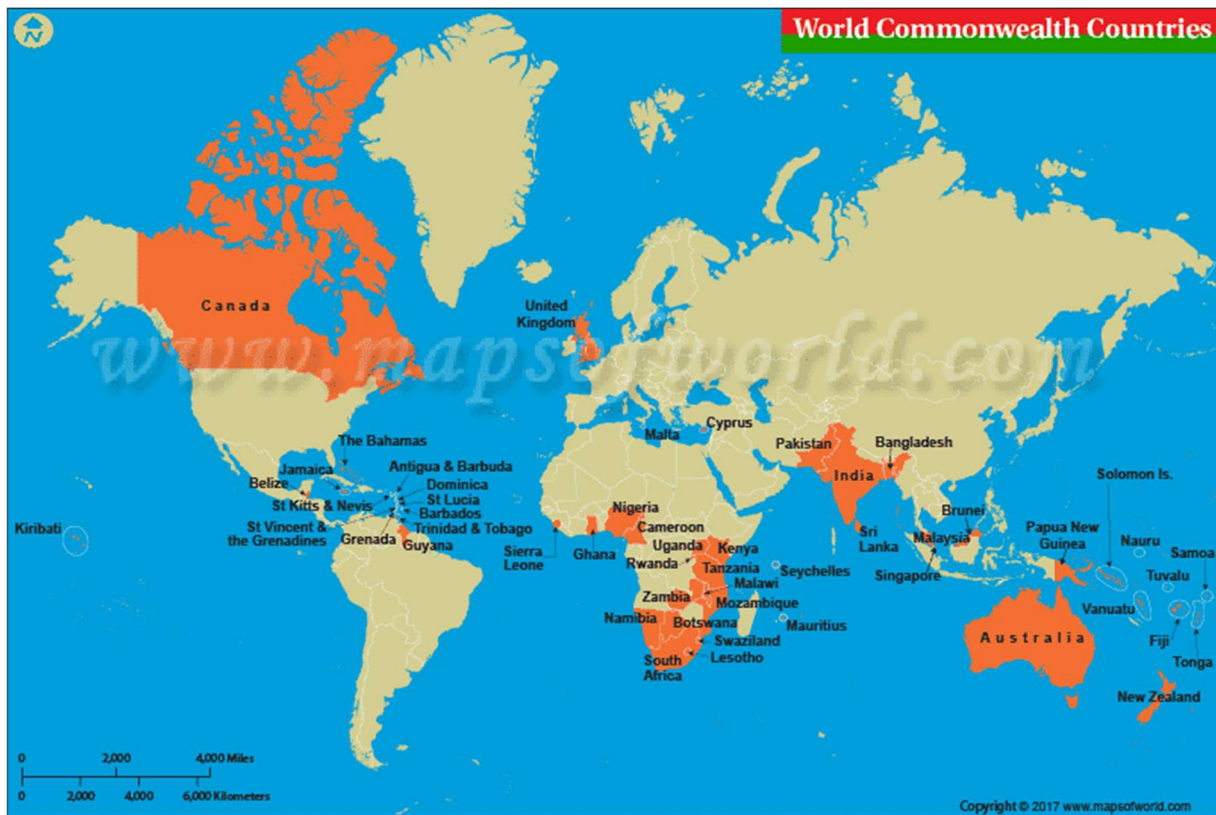 N
World Commonwealth Countries
Canada
United
Kingdom
www.mapsofworld.com
Cyprus
Malta
Pakistan
Bangladesh
India
The Bahamas
Jamaica
Antigua & Barbuda
Belize
Dominica
St Kitts & Nevis
St Lucia
Barbados
St Vincent &
the Grenadines
Trinidad & Tobago
Grenada
Guyana
Kiribati
Sierra
Leone
Ghana
Nigeria
Cameroon
Uganda
Kenya
Rwanda
Tanzania
Seychelles
Malawi
Zambia
Mozambique
Namibia
Botswana
Mauritius
Swaziland
Lesotho
South
Africa
Sri
Lanka
Brunei
Malaysia
Singapore
Solomon Is.
Papua New
Guinea
Nauru
Samoa
Tuvalu
Vanuatu
Fiji
Tonga
Australia
New Zealand
0 2,000 4,000 Miles
0 2,000 4,000 6,000 Kilometers
Copyright © 2017 www.mapsofworld.com